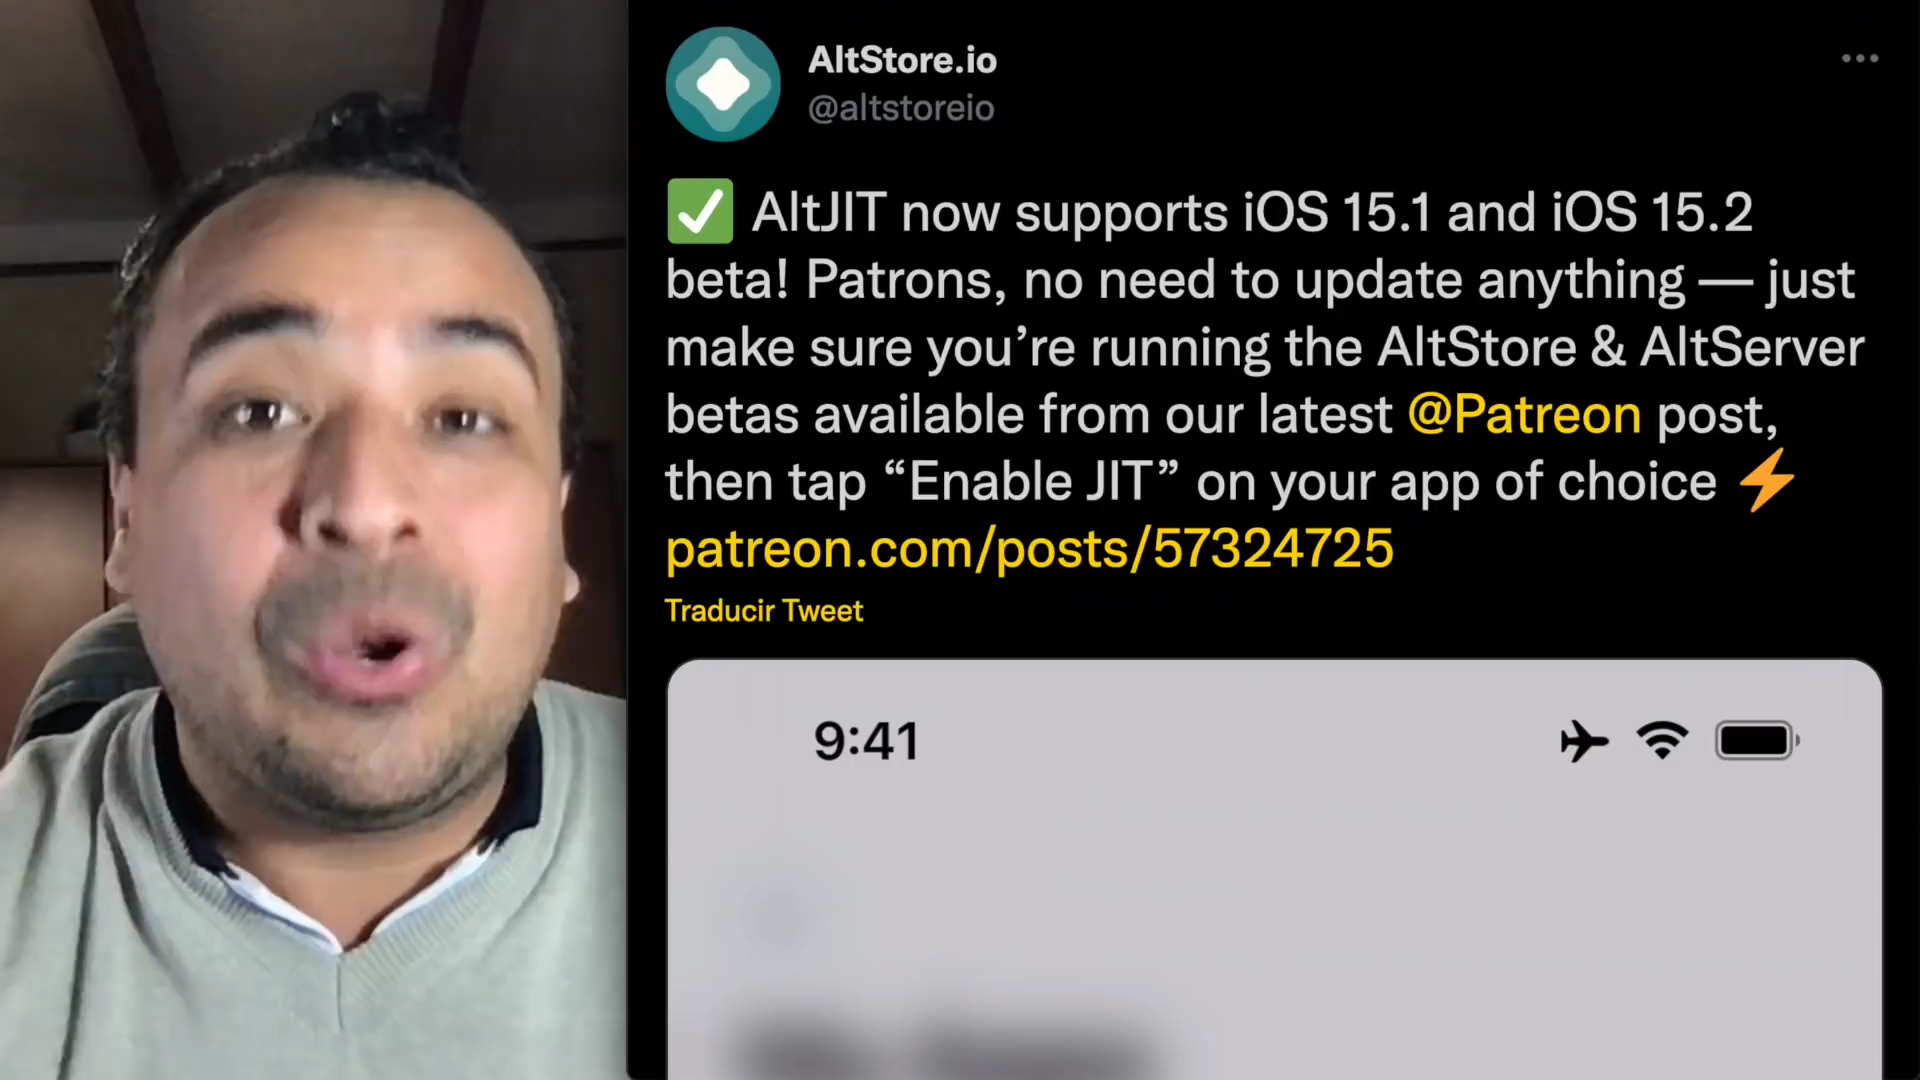 AltStore.io
@altstoreio
✅ AltJIT now supports iOS 15.1 and iOS 15.2
beta! Patrons, no need to update anything — just
make sure you’re running the AltStore & AltServer
betas available from our latest @Patreon post,
then tap “Enable JIT” on your app of choice ⚡
patreon.com/posts/57324725
Traducir Tweet
9:41